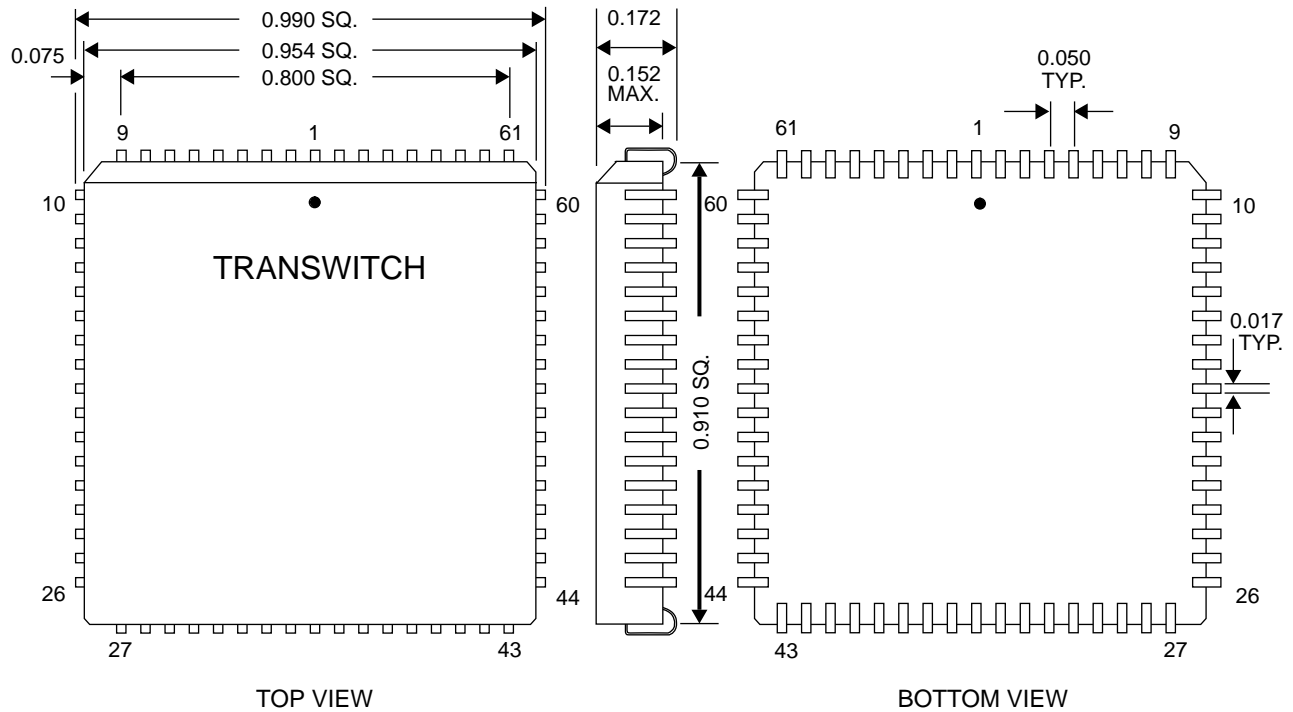 0.990 SQ.
0.954 SQ.
0.800 SQ.
0.075
9
1
61
10
60
TRANSWITCH
26
44
27
43
TOP VIEW
0.172
0.152
MAX.
0.910 SQ.
0.050
TYP.
61
1
9
60
10
0.017
TYP.
44
26
43
27
BOTTOM VIEW